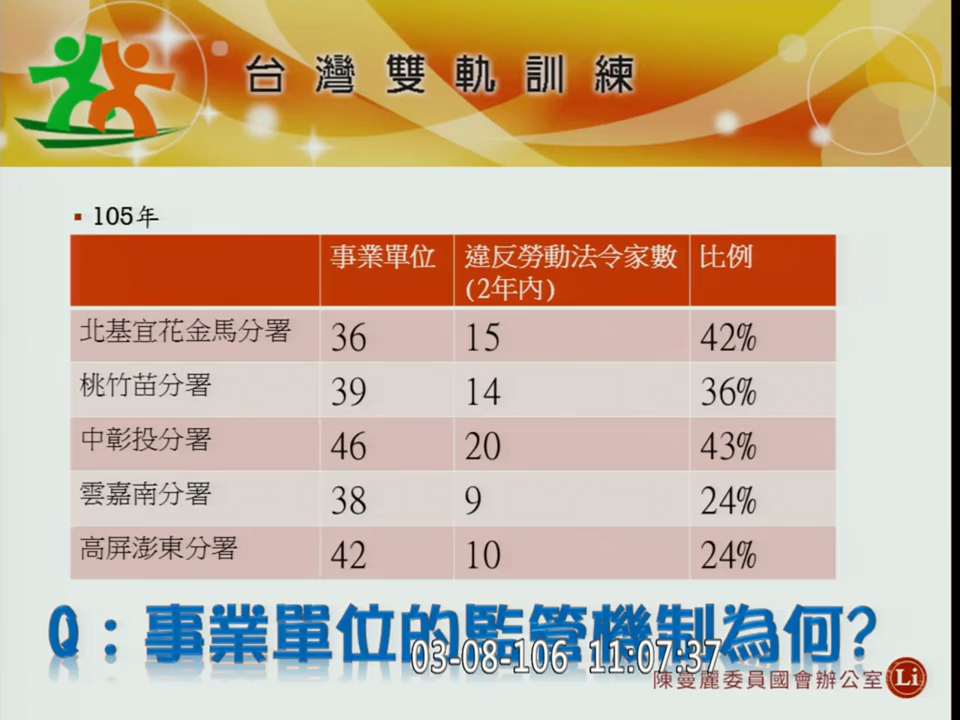 台灣雙軌訓練
105年
事業單位 違反勞動法令家數 比例
(2年內)
北基宜花金馬分署 36 15 42%
桃竹苗分署 39 14 36%
中彰投分署 46 20 43%
雲嘉南分署 38 9 24%
高屏澎東分署 42 10 24%
Q：事業單位的監管機制為何?
03-08-106 11:07:37
陳曼麗委員國會辦公室 Li